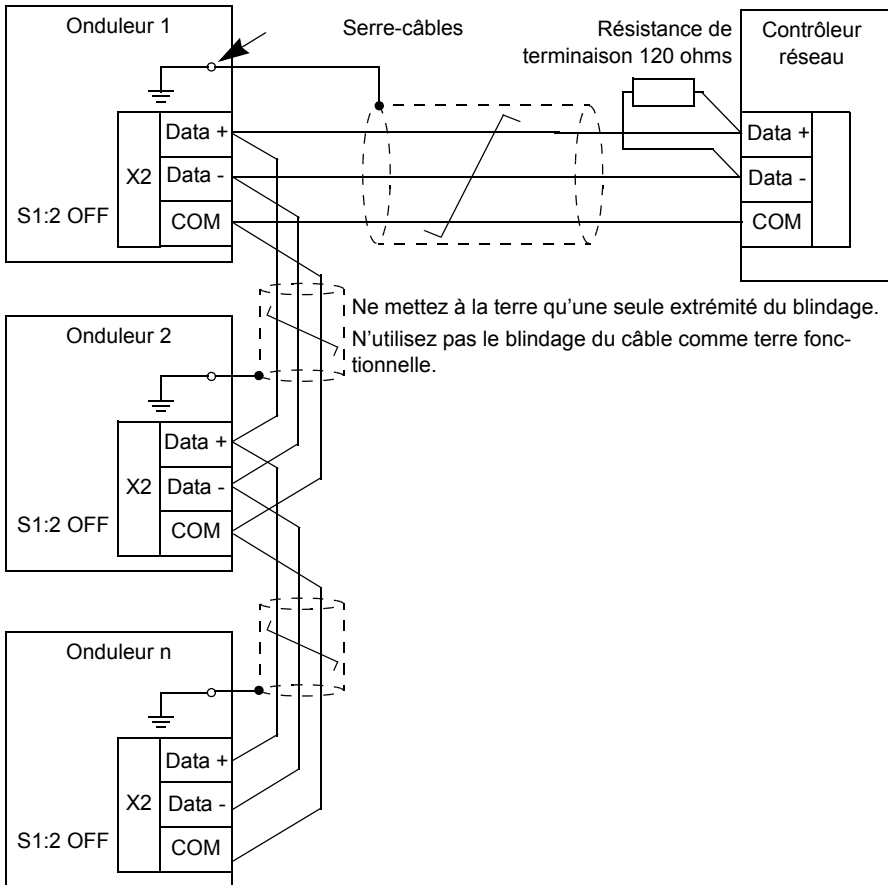 Onduleur 1
Serre-câbles
Résistance de
terminaison 120 ohms
Contrôleur
réseau
X2
Data +
Data -
COM
S1:2 OFF
Data +
Data -
COM
Ne mettez à la terre qu'une seule extrémité du blindage.
N'utilisez pas le blindage du câble comme terre fonc-
tionnelle.
Onduleur 2
X2
Data +
Data -
COM
S1:2 OFF
Onduleur n
X2
Data +
Data -
COM
S1:2 OFF